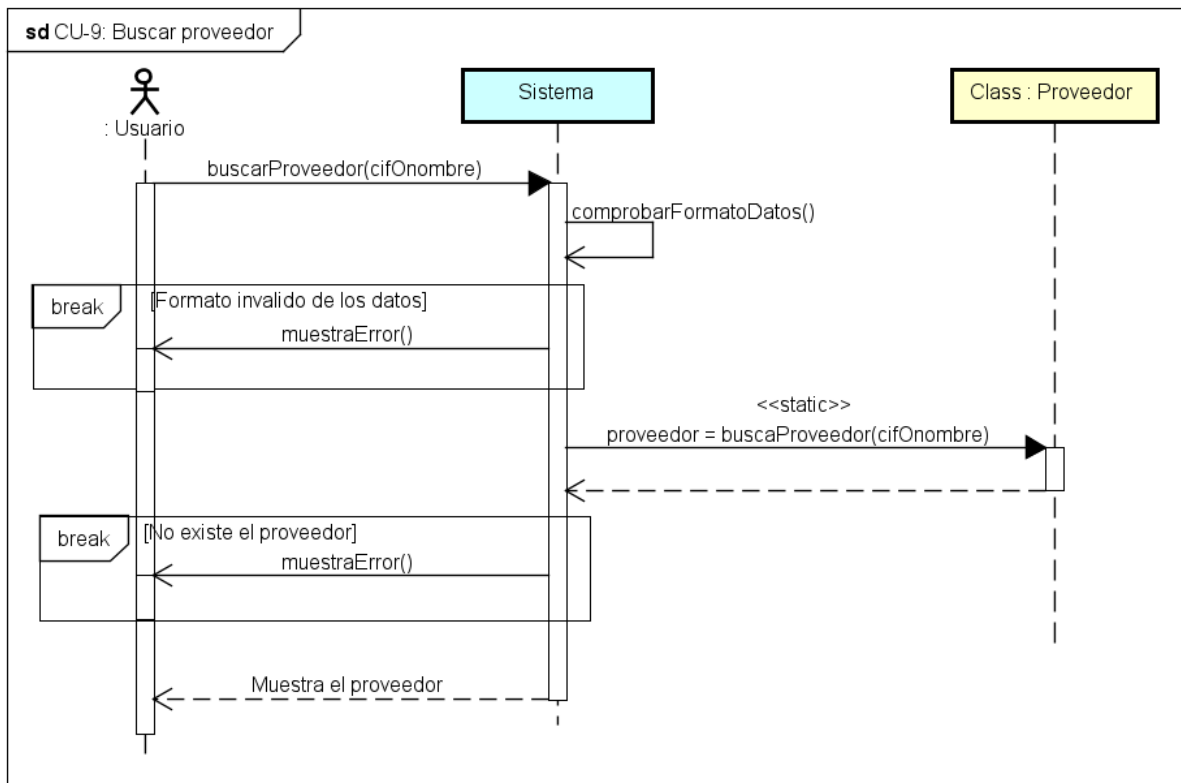 sd CU-9: Buscar proveedor
: Usuario
Sistema
Class : Proveedor
buscarProveedor(cifOnombre)
comprobarFormatoDatos()
break
[Formato invalido de los datos]
muestraError()
<<static>>
proveedor = buscaProveedor(cifOnombre)
break
[No existe el proveedor]
muestraError()
Muestra el proveedor